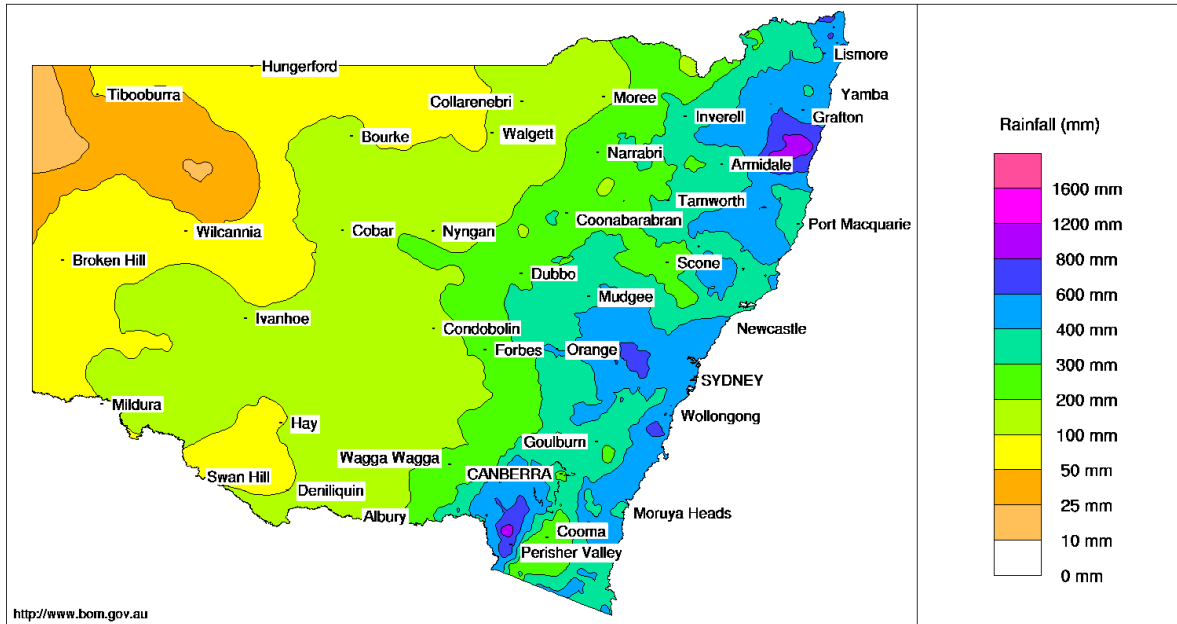 Hungerford
Lismore
Tibooburra
Collarenebri
Moree
Yamba
Inverell
Grafton
Rainfall (mm)
Bourke
Walgett
Narrabri
Armidale
1600 mm
Tamworth
1200 mm
Coonabarabran
Port Macquarie
Wilcannia
Cobar
Nyngan
800 mm
Broken Hill
Scone
Dubbo
600 mm
Mudgee
Ivanhoe
Condobolin
Newcastle
400 mm
Forbes
Orange
300 mm
SYDNEY
200 mm
Mildura
Wollongong
Hay
Goulburn
100 mm
Wagga Wagga
50 mm
Swan Hill
CANBERRA
Deniliquin
25 mm
Albury
Moruya Heads
Cooma
10 mm
Perisher Valley
0 mm
http://www.bom.gov.au